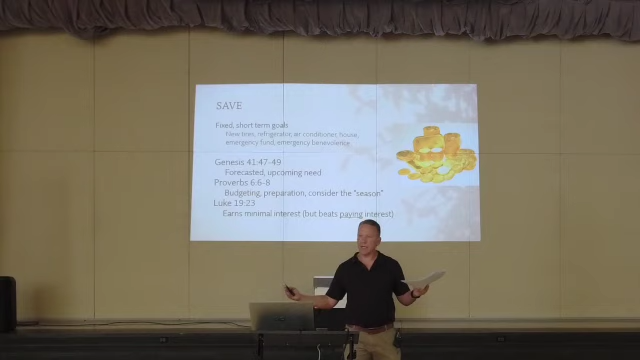 SAVE
Fixed, short term goals
New tires, refrigerator, air conditioner, house,
emergency fund, emergency benevolence
Genesis 41:47-49
Forecasted, upcoming need
Proverbs 6:6-8
Budgeting, preparation, consider the "season"
Luke 19:23
Earns minimal interest (but beats paying interest)